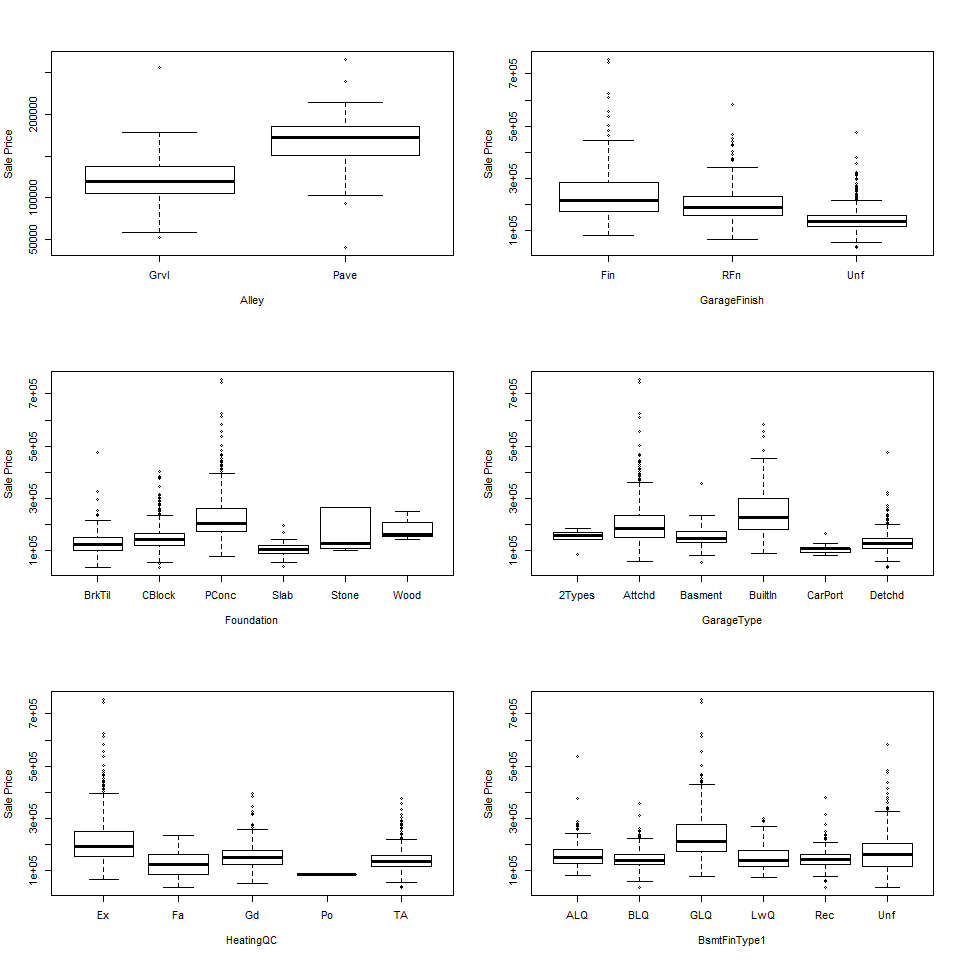 Sale Price
50000 100000 200000
Grvl Pave
Alley
Sale Price
1e+05 3e+05 5e+05 7e+05
Fin RFn Unf
GarageFinish
Sale Price
1e+05 3e+05 5e+05 7e+05
BrkTil CBlock PConc Slab Stone Wood
Foundation
Sale Price
1e+05 3e+05 5e+05 7e+05
2Types Attchd Basment BuiltIn CarPort Detchd
GarageType
Sale Price
1e+05 3e+05 5e+05 7e+05
Ex Fa Gd Po TA
HeatingQC
Sale Price
1e+05 3e+05 5e+05 7e+05
ALQ BLQ GLQ LwQ Rec Unf
BsmtFinType1